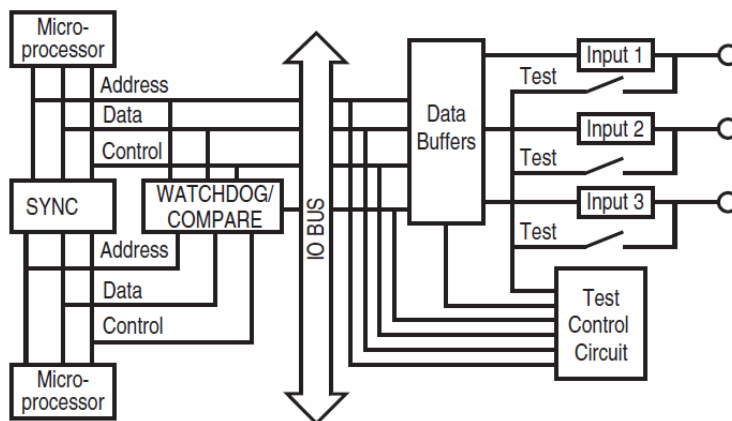 Micro-
processor
Address
Data
Control
SYNC
WATCHDOG/
COMPARE
Address
Data
Control
Micro-
processor
IO BUS
Data
Buffers
Input 1
Test
Input 2
Test
Input 3
Test
Test
Control
Circuit